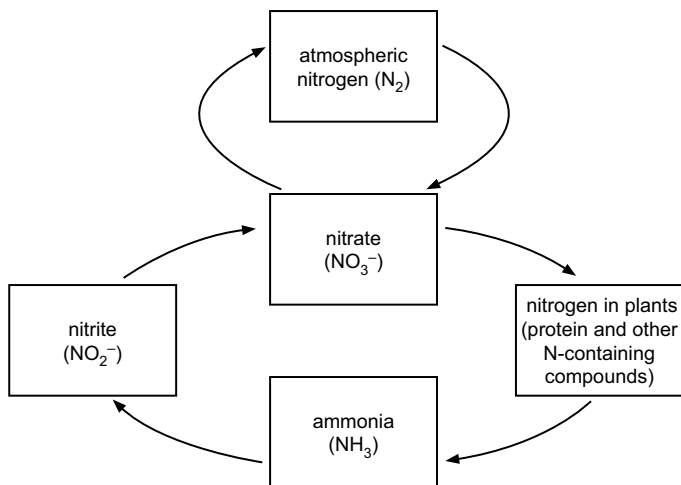 atmospheric
nitrogen (N₂)
nitrate
(NO₃⁻)
nitrite
(NO₂⁻)
nitrogen in plants
(protein and other
N-containing
compounds)
ammonia
(NH₃)